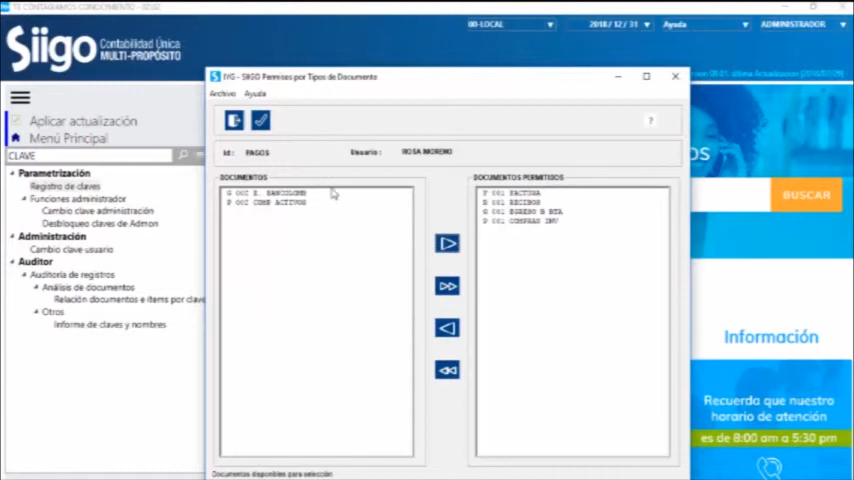 TE CONTAGIAMOS CONOCIMIENTO - 02/02
00-LOCAL
2018/12/31
Ayuda
ADMINISTRADOR
Siigo
Contabilidad Única
MULTI-PROPÓSITO
IYG - SIIGO Permisos por Tipos de Documento
Archivo Ayuda
?
Id : PAGOS
Usuario : ROSA MORENO
DOCUMENTOS
G 002 E. BANCOLOMB
P 002 COMP ACTIVOS
DOCUMENTOS PERMITIDOS
F 001 FACTURA
R 001 RECIBOS
G 001 EGRESO B BTA
P 001 COMPRAS INV
Documentos disponibles para selección
Aplicar actualización
Menú Principal
CLAVE
Parametrización
Registro de claves
Funciones administrador
Cambio clave administración
Desbloqueo claves de Admon
Administración
Cambio clave usuario
Auditor
Auditoría de registros
Análisis de documentos
Relación documentos e ítems por clave
Otros
Informe de claves y nombres
os
BUSCAR
Información
Recuerda que nuestro
horario de atención
es de 8:00 am a 5:30 pm